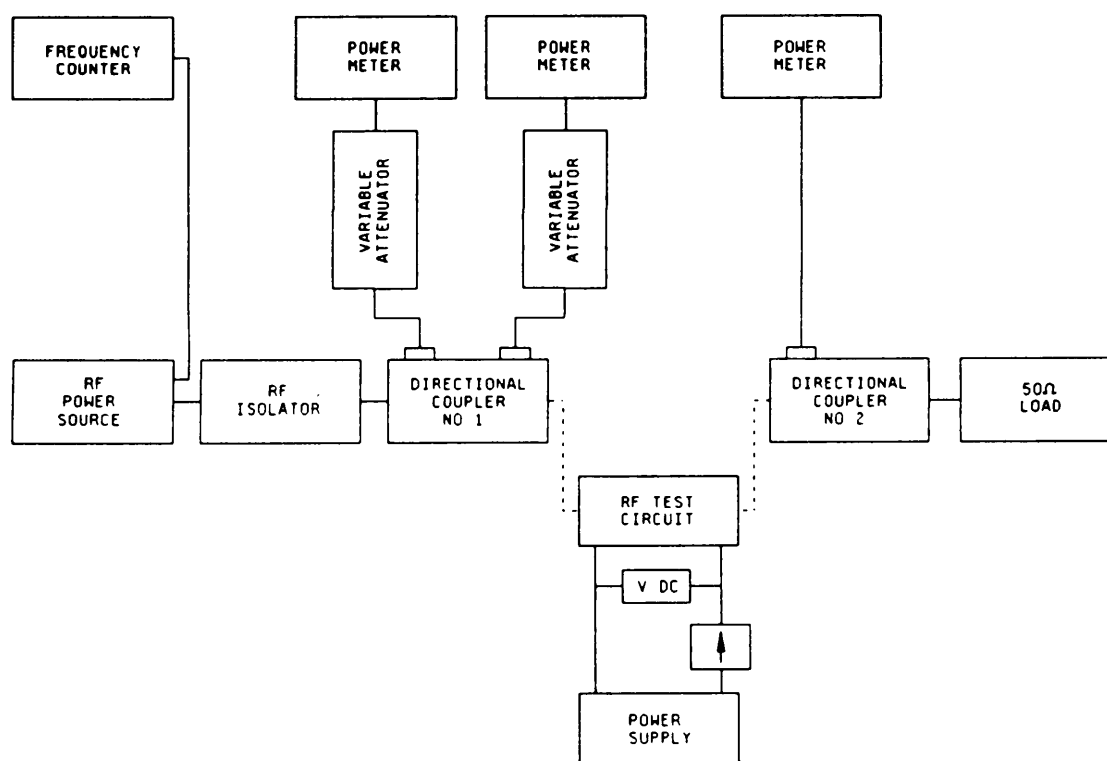 FREQUENCY
COUNTER
POWER
METER
POWER
METER
POWER
METER
VARIABLE
ATTENUATOR
VARIABLE
ATTENUATOR
RF
POWER
SOURCE
RF
ISOLATOR
DIRECTIONAL
COUPLER
NO 1
DIRECTIONAL
COUPLER
NO 2
50Ω
LOAD
RF TEST
CIRCUIT
V DC
POWER
SUPPLY